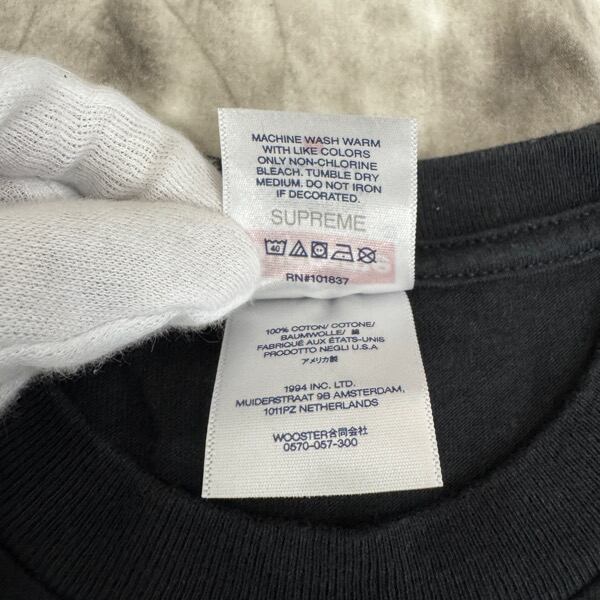 MACHINE WASH WARM
WITH LIKE COLORS
ONLY NON-CHLORINE
BLEACH. TUMBLE DRY
MEDIUM. DO NOT IRON
IF DECORATED.
SUPREME
40
RN#101837
100% COTTON/ COTONE/
BAUMWOLLE/ 綿
FABRIQUÉ AUX ÉTATS-UNIS
PRODOTTO NEGLI U.S.A
アメリカ製
1994 INC. LTD.
MUIDERSTRAAT 9B AMSTERDAM,
1011PZ NETHERLANDS
WOOSTER合同会社
0570-057-300